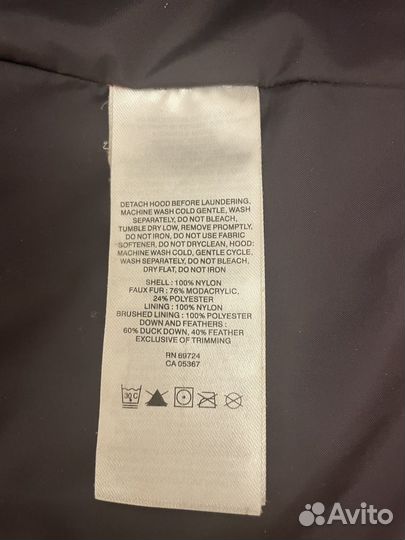 DETACH HOOD BEFORE LAUNDERING,
MACHINE WASH COLD GENTLE, WASH
SEPARATELY, DO NOT BLEACH,
TUMBLE DRY LOW, REMOVE PROMPTLY,
DO NOT IRON, DO NOT USE FABRIC
SOFTENER, DO NOT DRYCLEAN, HOOD:
MACHINE WASH COLD, GENTLE CYCLE,
WASH SEPARATELY, DO NOT BLEACH,
DRY FLAT, DO NOT IRON
SHELL : 100% NYLON
FAUX FUR : 76% MODACRYLIC,
24% POLYESTER
LINING : 100% NYLON
BRUSHED LINING : 100% POLYESTER
DOWN AND FEATHERS :
60% DUCK DOWN, 40% FEATHER
EXCLUSIVE OF TRIMMING
RN 69724
CA 05367
30 C
Avito